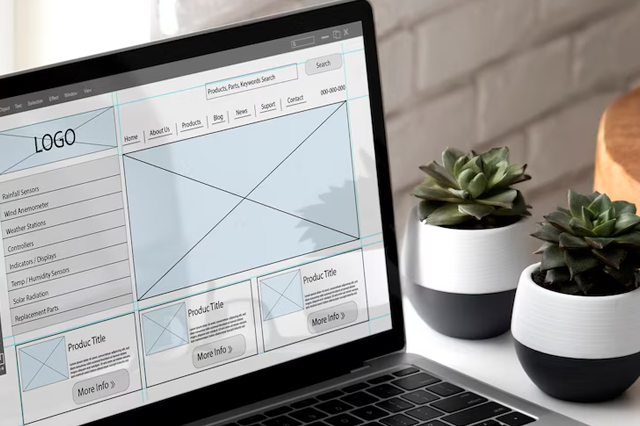 Object Text Selection Effect Window View
Products, Parts, Keywords Search
Search
LOGO
Home
About Us
Products
Blog
News
Suport
Contact
000-000-000
Rainfall Sensors
Wind Anemometer
Weather Stations
Controllers
Indicators / Displays
Temp / Humidity Sensors
Solar Radiation
Replacement Parts
Produc Title
More Info
Produc Title
More Info
Produc Title
More Info